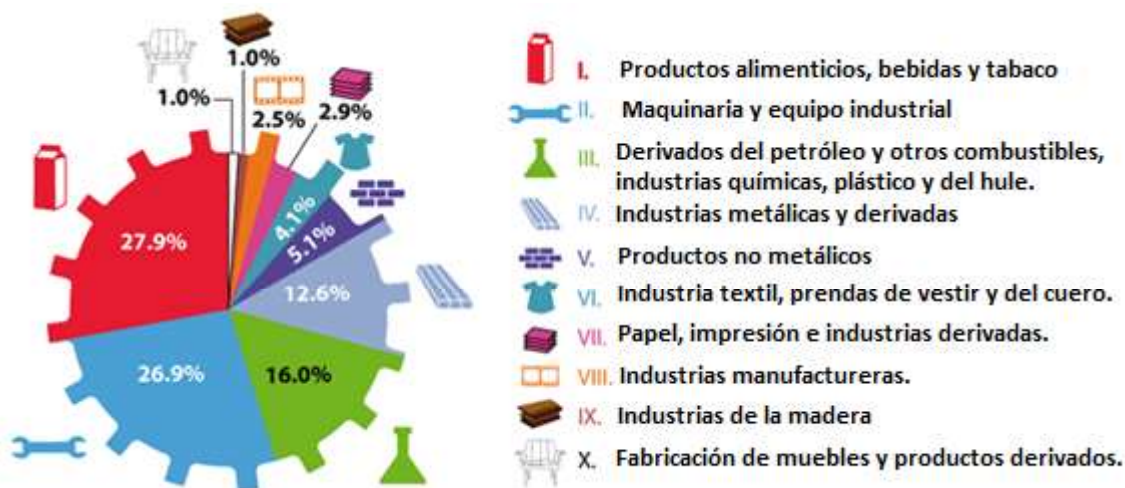 1.0%
1.0%
2.5%
2.9%
4.1%
5.1%
27.9%
12.6%
26.9%
16.0%
I. Productos alimenticios, bebidas y tabaco
II. Maquinaria y equipo industrial
III. Derivados del petróleo y otros combustibles,
industrias químicas, plástico y del hule.
IV. Industrias metálicas y derivadas
V. Productos no metálicos
VI. Industria textil, prendas de vestir y del cuero.
VII. Papel, impresión e industrias derivadas.
VIII. Industrias manufactureras.
IX. Industrias de la madera
X. Fabricación de muebles y productos derivados.